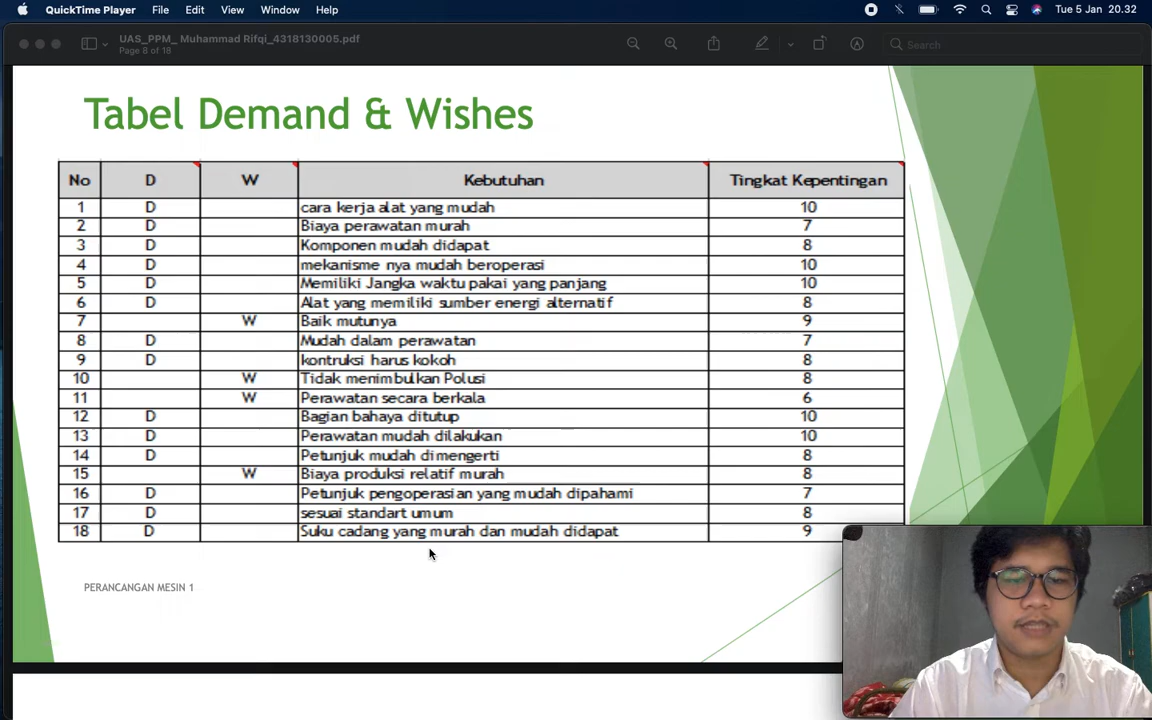 QuickTime Player File Edit View Window Help Tue 5 Jan 20.32
UAS_PPM_ Muhammad Rifqi_4318130005.pdf
Page 8 of 18
Search
Tabel Demand & Wishes
No D W Kebutuhan Tingkat Kepentingan
1 D cara kerja alat yang mudah 10
2 D Biaya perawatan murah 7
3 D Komponen mudah didapat 8
4 D mekanisme nya mudah beroperasi 10
5 D Memiliki Jangka waktu pakai yang panjang 10
6 D Alat yang memiliki sumber energi alternatif 8
7 W Baik mutunya 9
8 D Mudah dalam perawatan 7
9 D kontruksi harus kokoh 8
10 W Tidak menimbulkan Polusi 8
11 W Perawatan secara berkala 6
12 D Bagian bahaya ditutup 10
13 D Perawatan mudah dilakukan 10
14 D Petunjuk mudah dimengerti 8
15 W Biaya produksi relatif murah 8
16 D Petunjuk pengoperasian yang mudah dipahami 7
17 D sesuai standart umum 8
18 D Suku cadang yang murah dan mudah didapat 9
PERANCANGAN MESIN 1